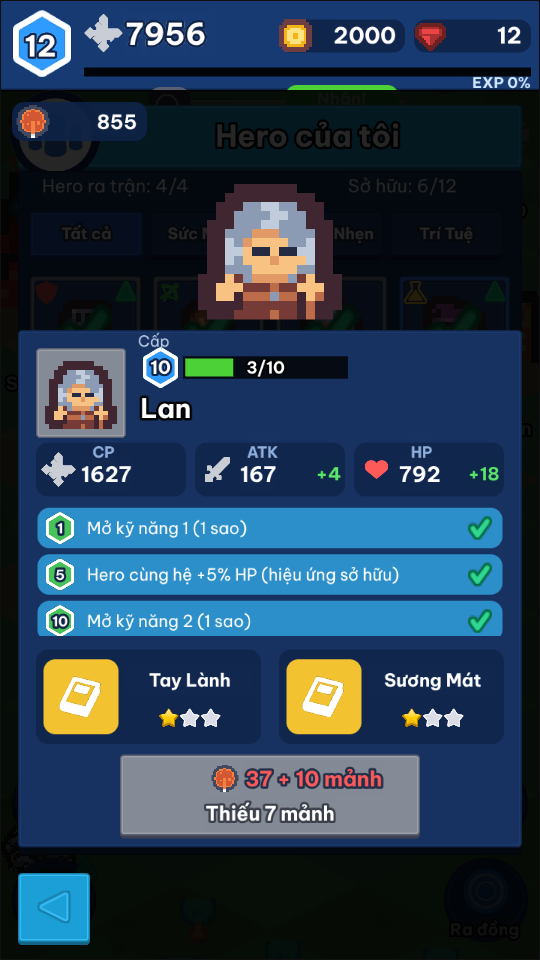 12
7956
2000
12
EXP 0%
855
Hero của tôi
Hero ra trận: 4/4
Sở hữu: 6/12
Tất cả
Nhẹn
Trí Tuệ
Cấp
10
3/10
Lan
CP
1627
ATK
167
+4
HP
792
+18
1
Mở kỹ năng 1 (1 sao)
5
Hero cùng hệ +5% HP (hiệu ứng sở hữu)
10
Mở kỹ năng 2 (1 sao)
Tay Lành
Sương Mát
37 + 10 mảnh
Thiếu 7 mảnh
Ra đồng